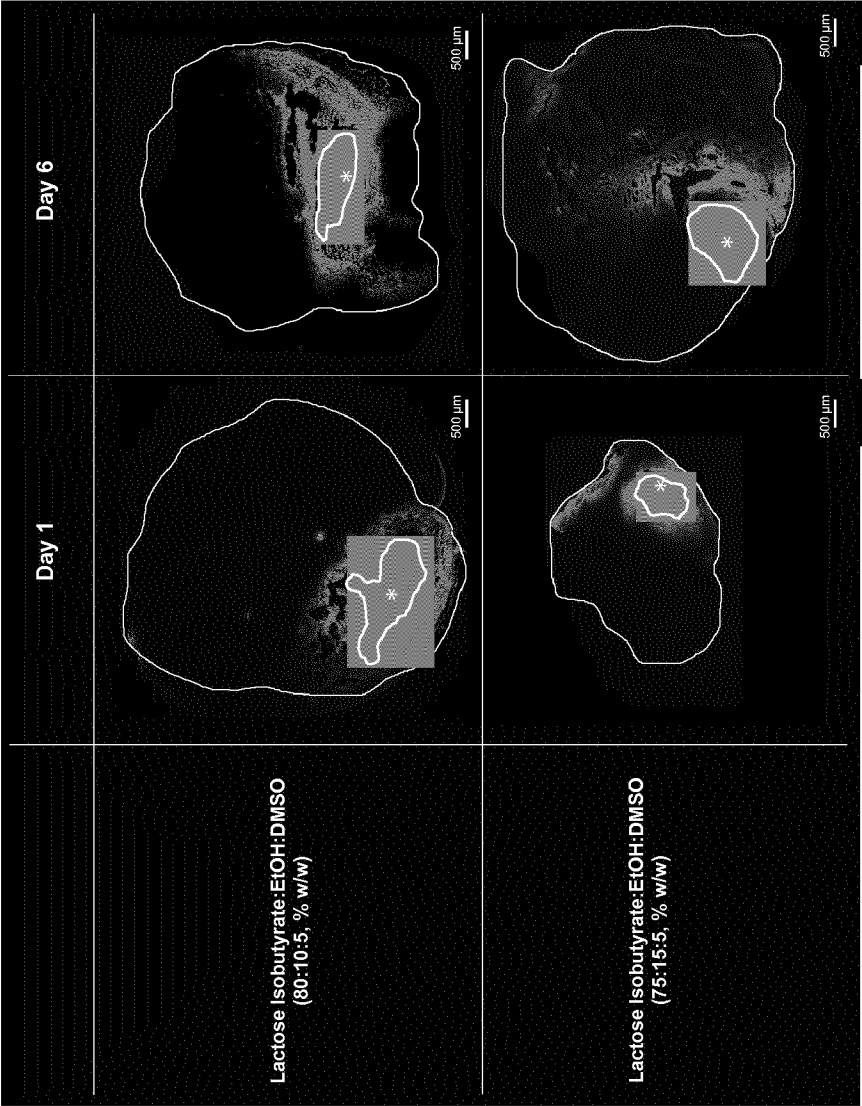 Day 1
Day 6
Lactose Isobutyrate:EtOH:DMSO
(80:10:5, % w/w)
*
500 µm
*
500 µm
Lactose Isobutyrate:EtOH:DMSO
(75:15:5, % w/w)
*
500 µm
*
500 µm